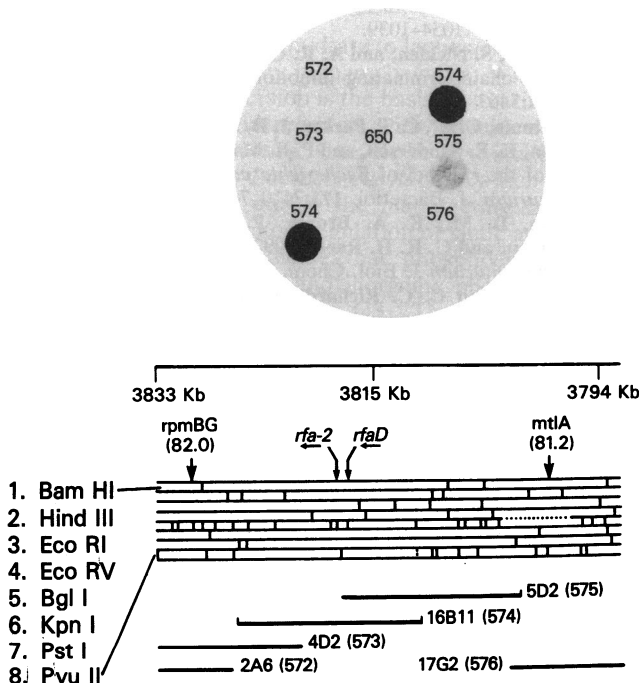 572
574
573
650
575
574
576
3833 Kb
3815 Kb
3794 Kb
rpmBG
(82.0)
rfa-2
rfaD
mtlA
(81.2)
1. Bam HI
2. Hind III
3. Eco RI
4. Eco RV
5. Bgl I
6. Kpn I
7. Pst I
8. Pvu II
5D2 (575)
16B11 (574)
4D2 (573)
2A6 (572)
17G2 (576)